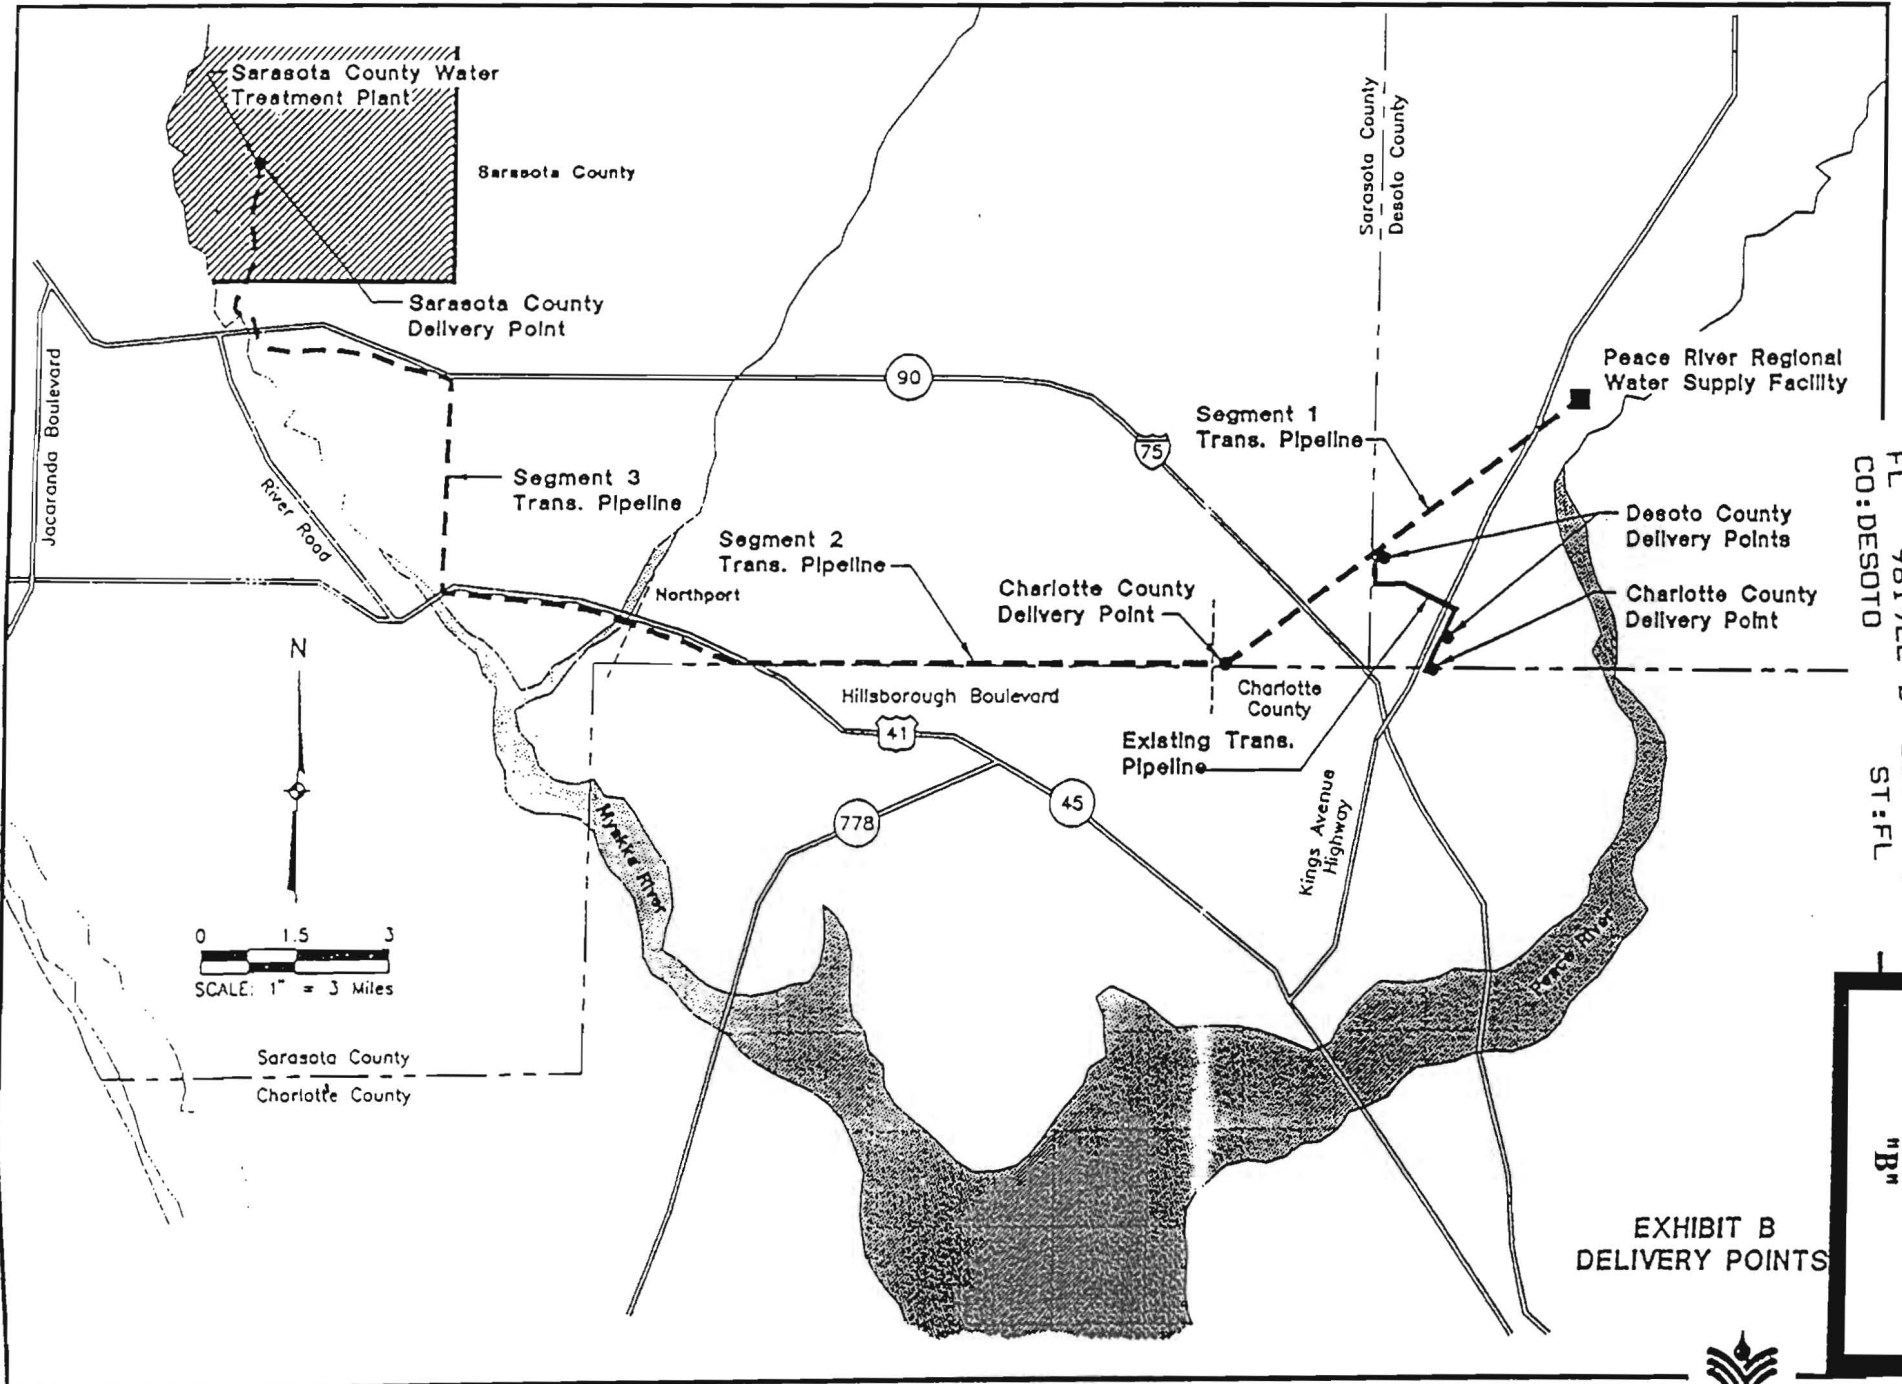 Sarasota County Water
Treatment Plant
Sarasota County
Sarasota County
Delivery Point
Jacaranda Boulevard
River Road
90
75
Sarasota County
Desoto County
Peace River Regional
Water Supply Facility
Segment 1
Trans. Pipeline
Segment 3
Trans. Pipeline
Segment 2
Trans. Pipeline
Northport
Charlotte County
Delivery Point
Desoto County
Delivery Points
Charlotte County
Delivery Point
Hillsborough Boulevard
Charlotte
County
41
Existing Trans.
Pipeline
Kings Avenue
Highway
778
45
Myakka River
Peace River
N
0 1.5 3
SCALE: 1" = 3 Miles
Sarasota County
Charlotte County
CO:DESOTO
ST:FL
FL
"B"
EXHIBIT B
DELIVERY POINTS